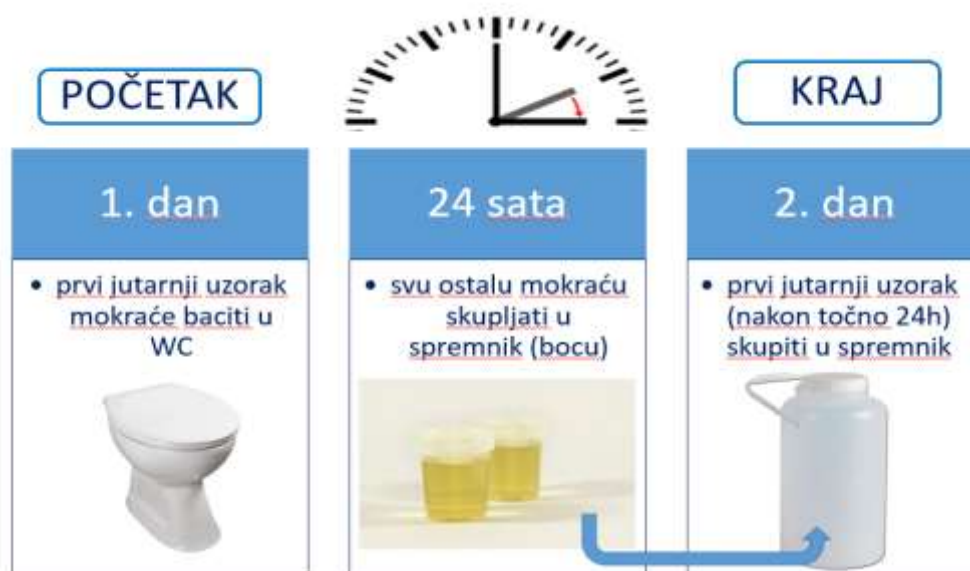 POČETAK
KRAJ
1. dan
24 sata
2. dan
• prvi jutarnji uzorak
mokraće baciti u
WC
• svu ostalu mokraću
skupljati u
spremnik (bocu)
• prvi jutarnji uzorak
(nakon točno 24h)
skupiti u spremnik